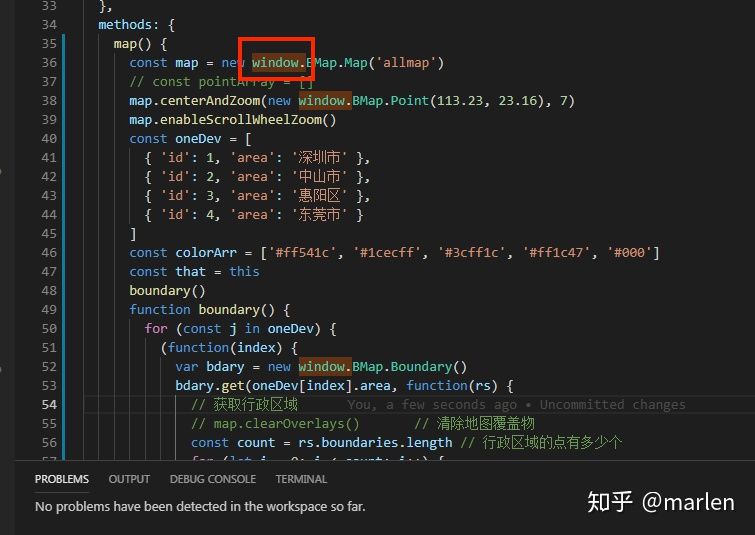 33 },
34 methods: {
35 map() {
36 const map = new window.BMap.Map('allmap')
37 // const pointArray = []
38 map.centerAndZoom(new window.BMap.Point(113.23, 23.16), 7)
39 map.enableScrollWheelZoom()
40 const oneDev = [
41 { 'id': 1, 'area': '深圳市' },
42 { 'id': 2, 'area': '中山市' },
43 { 'id': 3, 'area': '惠阳区' },
44 { 'id': 4, 'area': '东莞市' }
45 ]
46 const colorArr = ['#ff541c', '#1cecff', '#3cff1c', '#ff1c47', '#000']
47 const that = this
48 boundary()
49 function boundary() {
50 for (const j in oneDev) {
51 (function(index) {
52 var bdary = new window.BMap.Boundary()
53 bdary.get(oneDev[index].area, function(rs) {
54 // 获取行政区域 You, a few seconds ago • Uncommitted changes
55 // map.clearOverlays() // 清除地图覆盖物
56 const count = rs.boundaries.length // 行政区域的点有多少个
PROBLEMS OUTPUT DEBUG CONSOLE TERMINAL
No problems have been detected in the workspace so far.
知乎 @marlen